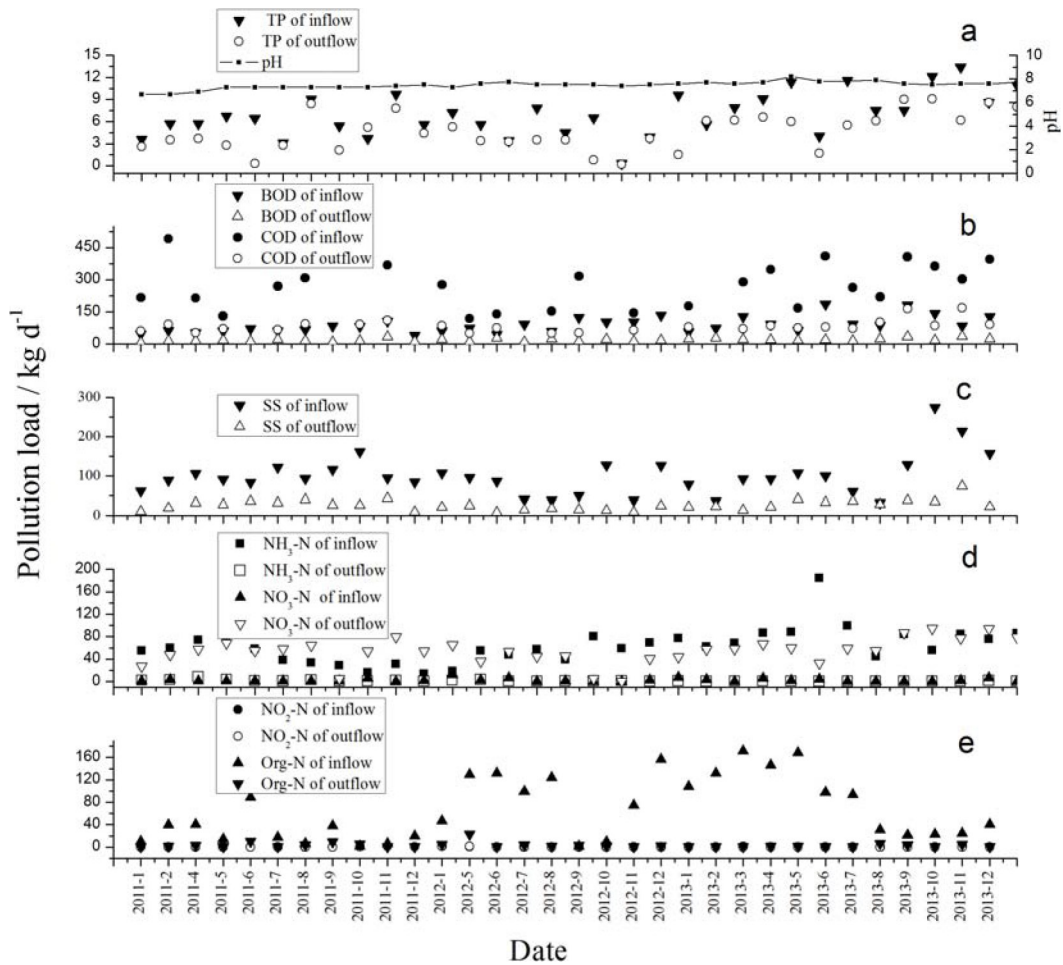 TP of inflow
TP of outflow
pH
a
15
12
9
6
3
0
10
8
6
4
2
0
pH
BOD of inflow
BOD of outflow
COD of inflow
COD of outflow
b
450
300
150
0
SS of inflow
SS of outflow
c
300
200
100
0
NH3-N of inflow
NH3-N of outflow
NO3-N of inflow
NO3-N of outflow
d
200
160
120
80
40
0
NO2-N of inflow
NO2-N of outflow
Org-N of inflow
Org-N of outflow
e
160
120
80
40
0
Pollution load / kg d-1
2011-1
2011-2
2011-4
2011-5
2011-6
2011-7
2011-8
2011-9
2011-10
2011-11
2011-12
2012-1
2012-5
2012-6
2012-7
2012-8
2012-9
2012-10
2012-11
2012-12
2013-1
2013-2
2013-3
2013-4
2013-5
2013-6
2013-7
2013-8
2013-9
2013-10
2013-11
2013-12
Date